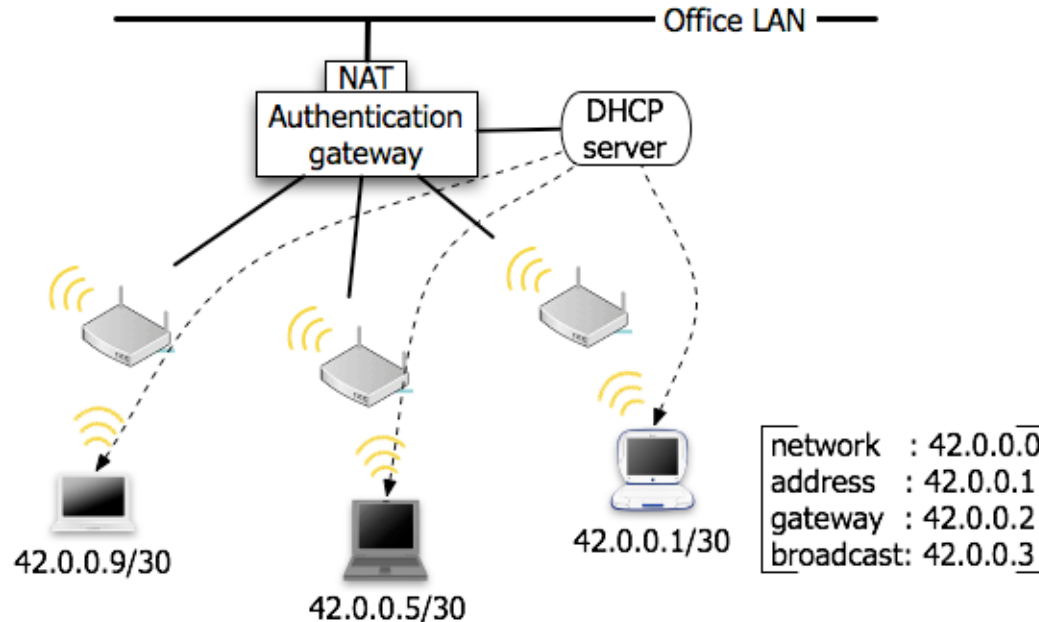 Office LAN
NAT
Authentication
gateway
DHCP
server
42.0.0.9/30
42.0.0.5/30
42.0.0.1/30
network : 42.0.0.0
address : 42.0.0.1
gateway : 42.0.0.2
broadcast: 42.0.0.3